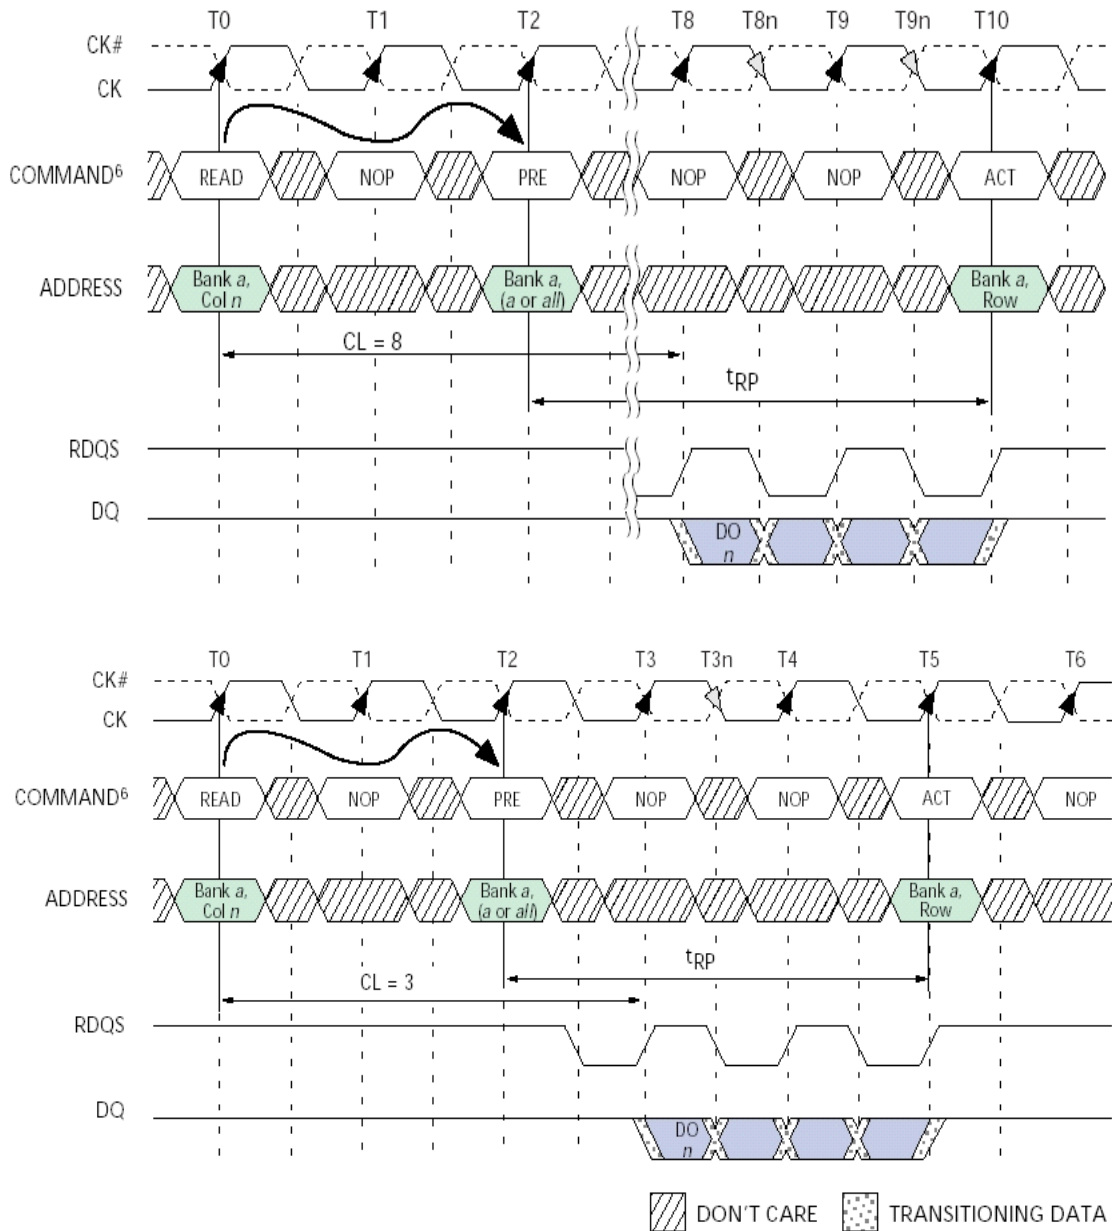 T0 T1 T2 T8 T8n T9 T9n T10
CK#
CK
COMMAND6 READ NOP PRE NOP NOP ACT
ADDRESS Bank a, Col n Bank a, (a or all) Bank a, Row
CL = 8
tRP
RDQS
DQ
DO n
T0 T1 T2 T3 T3n T4 T5 T6
CK#
CK
COMMAND6 READ NOP PRE NOP NOP ACT NOP
ADDRESS Bank a, Col n Bank a, (a or all) Bank a, Row
tRP
CL = 3
RDQS
DQ
DO n
DON'T CARE TRANSITIONING DATA